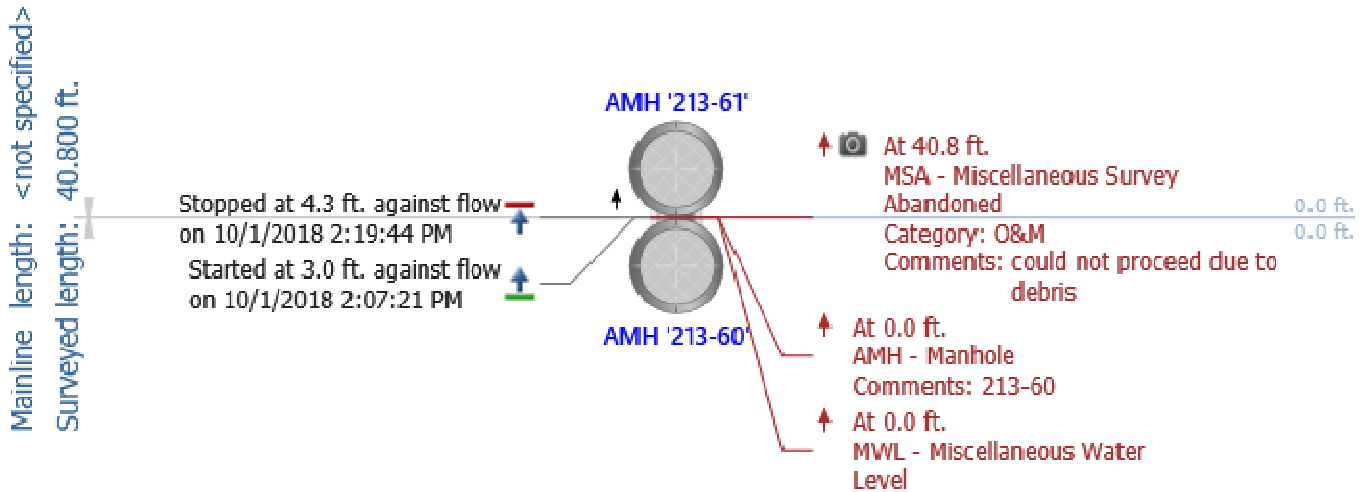 Mainline length: <not specified>
Surveyed length: 40.800 ft.
AMH '213-61'
Stopped at 4.3 ft. against flow
on 10/1/2018 2:19:44 PM
Started at 3.0 ft. against flow
on 10/1/2018 2:07:21 PM
AMH '213-60'
At 40.8 ft.
MSA - Miscellaneous Survey
Abandoned
Category: O&M
Comments: could not proceed due to
debris
0.0 ft.
0.0 ft.
At 0.0 ft.
AMH - Manhole
Comments: 213-60
At 0.0 ft.
MWL - Miscellaneous Water
Level